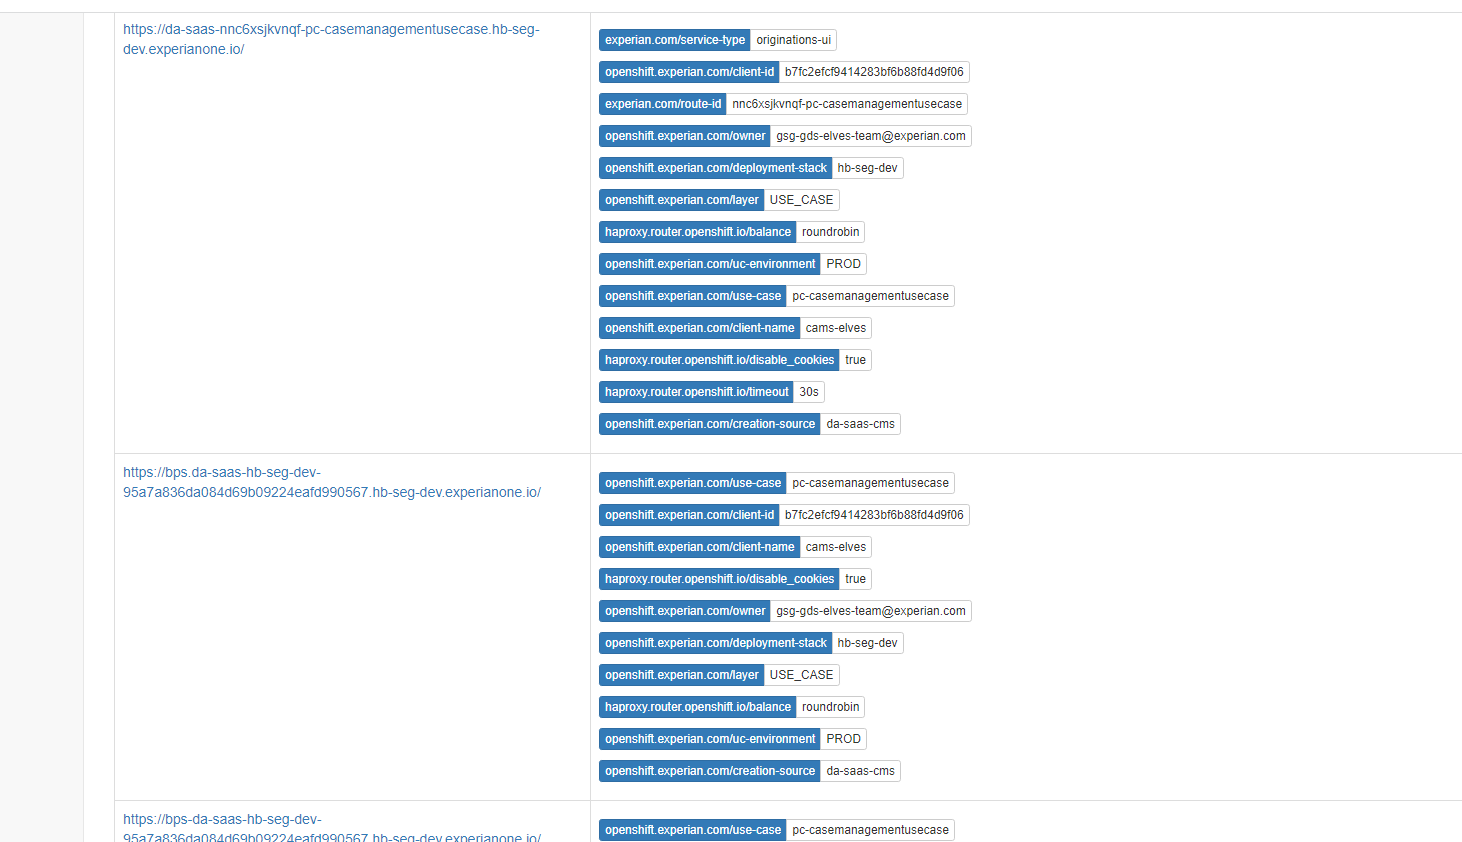 https://da-saas-nnc6xsjkvnqf-pc-casemanagementusecase.hb-seg-
dev.experianone.io/
experian.com/service-type originations-ui
openshift.experian.com/client-id b7fc2efcf9414283bf6b88fd4d9f06
experian.com/route-id nnc6xsjkvnqf-pc-casemanagementusecase
openshift.experian.com/owner gsg-gds-elves-team@experian.com
openshift.experian.com/deployment-stack hb-seg-dev
openshift.experian.com/layer USE_CASE
haproxy.router.openshift.io/balance roundrobin
openshift.experian.com/uc-environment PROD
openshift.experian.com/use-case pc-casemanagementusecase
openshift.experian.com/client-name cams-elves
haproxy.router.openshift.io/disable_cookies true
haproxy.router.openshift.io/timeout 30s
openshift.experian.com/creation-source da-saas-cms
https://bps.da-saas-hb-seg-dev-
95a7a836da084d69b09224eafd990567.hb-seg-dev.experianone.io/
openshift.experian.com/use-case pc-casemanagementusecase
openshift.experian.com/client-id b7fc2efcf9414283bf6b88fd4d9f06
openshift.experian.com/client-name cams-elves
haproxy.router.openshift.io/disable_cookies true
openshift.experian.com/owner gsg-gds-elves-team@experian.com
openshift.experian.com/deployment-stack hb-seg-dev
openshift.experian.com/layer USE_CASE
haproxy.router.openshift.io/balance roundrobin
openshift.experian.com/uc-environment PROD
openshift.experian.com/creation-source da-saas-cms
https://bps-da-saas-hb-seg-dev-
95a7a836da084d69b09224eafd990567.hb-seg-dev.experianone.io/
openshift.experian.com/use-case pc-casemanagementusecase